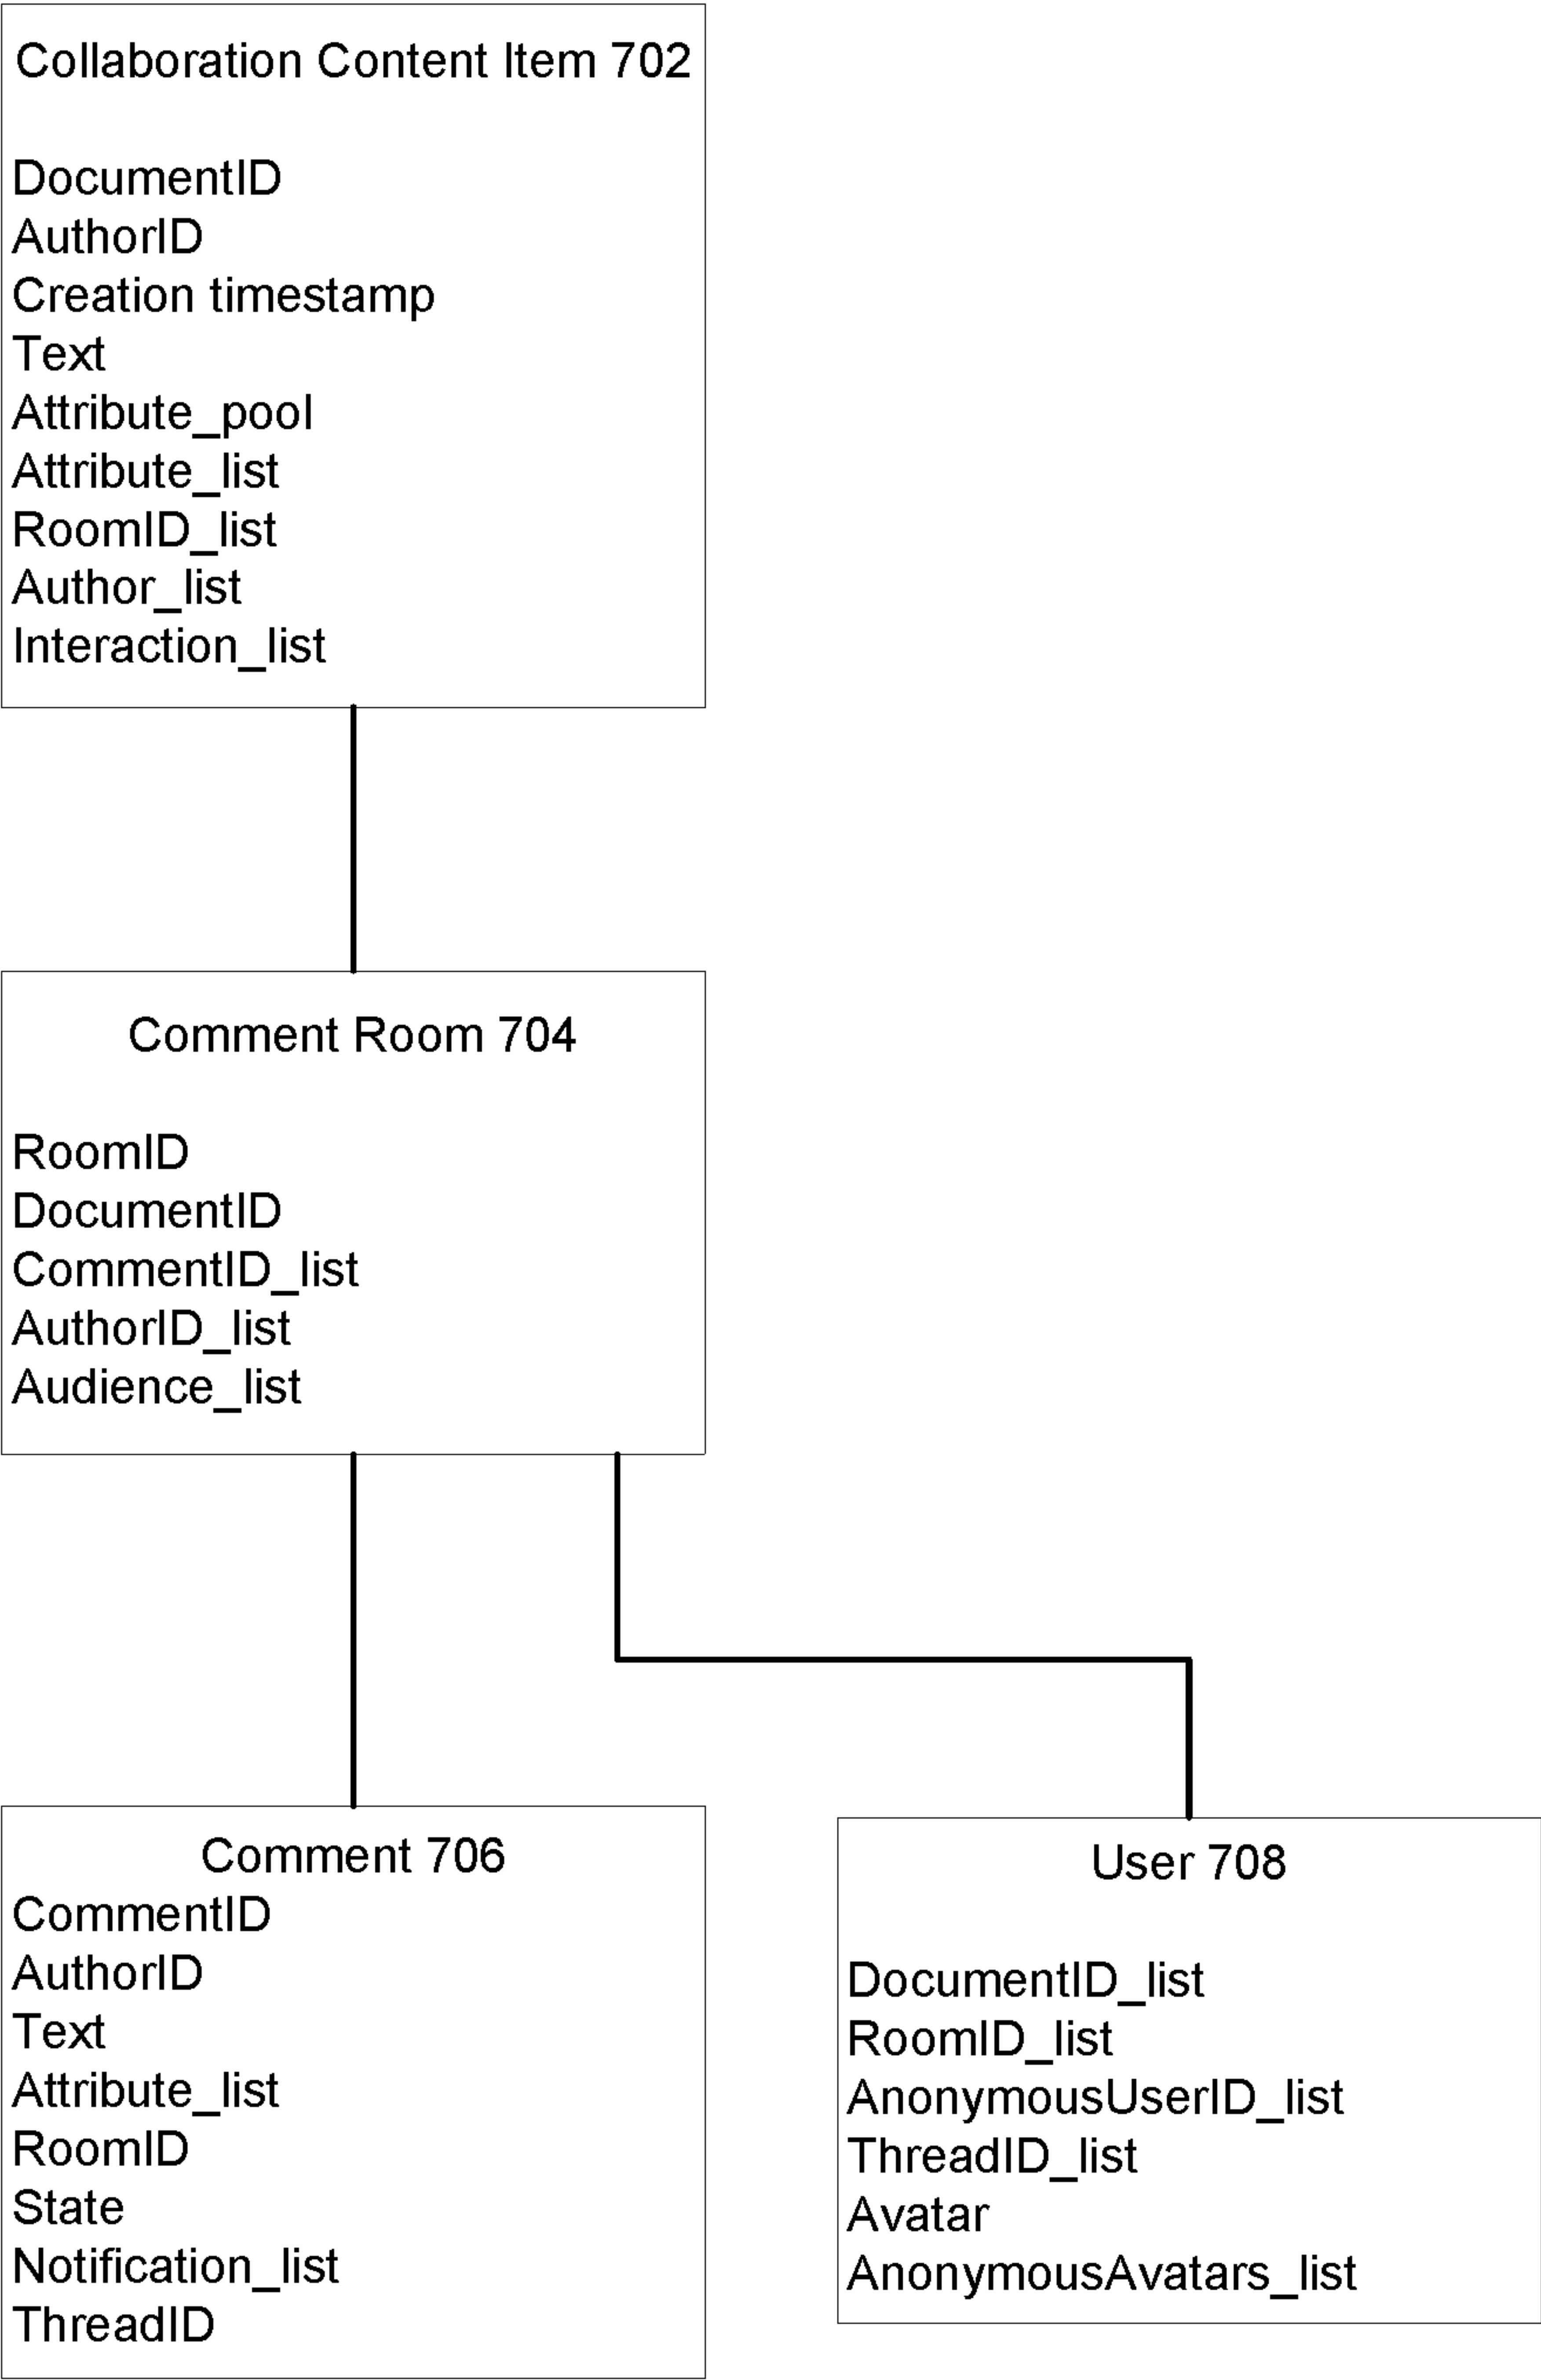 Collaboration Content Item 702
DocumentID
AuthorID
Creation timestamp
Text
Attribute_pool
Attribute_list
RoomID_list
Author_list
Interaction_list
Comment Room 704
RoomID
DocumentID
CommentID_list
AuthorID_list
Audience_list
Comment 706
CommentID
AuthorID
Text
Attribute_list
RoomID
State
Notification_list
ThreadID
User 708
DocumentID_list
RoomID_list
AnonymousUserID_list
ThreadID_list
Avatar
AnonymousAvatars_list